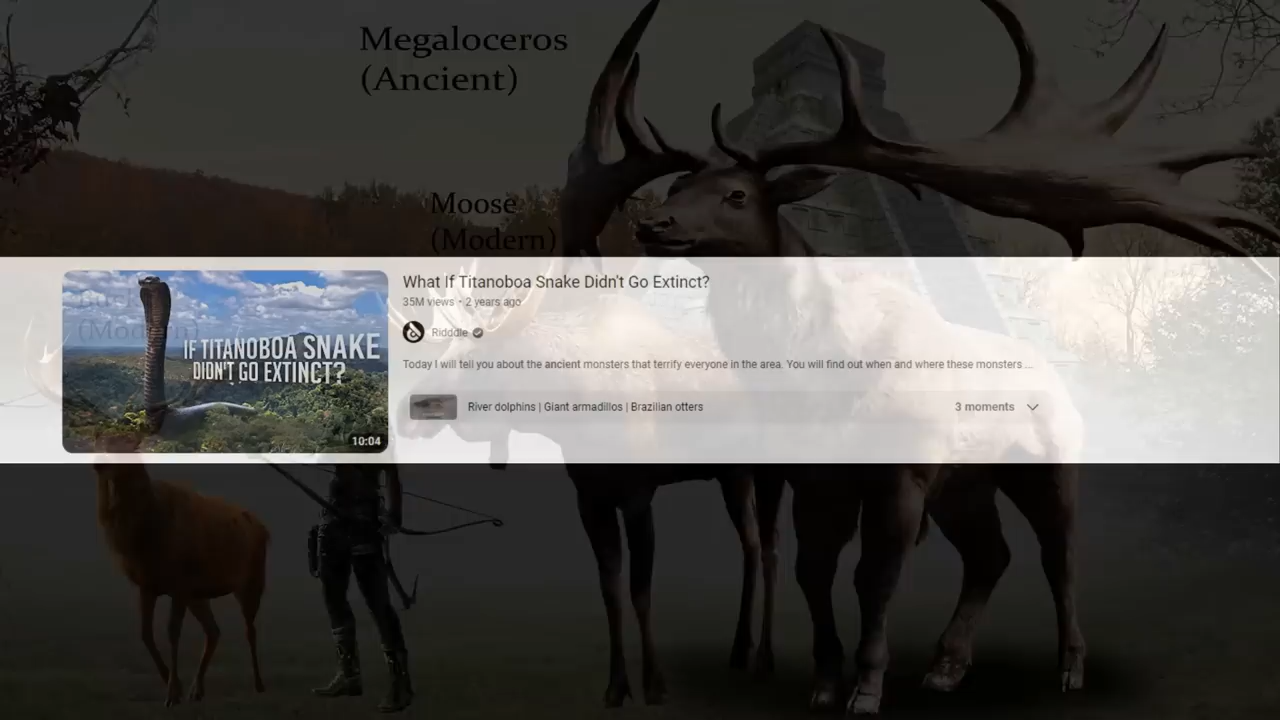 Megaloceros
(Ancient)
Moose
(Modern)
(Modern)
IF TITANOBOA SNAKE
DIDN'T GO EXTINCT?
10:04
What If Titanoboa Snake Didn't Go Extinct?
35M views • 2 years ago
Ridddle
Today I will tell you about the ancient monsters that terrify everyone in the area. You will find out when and where these monsters ...
River dolphins | Giant armadillos | Brazilian otters
3 moments